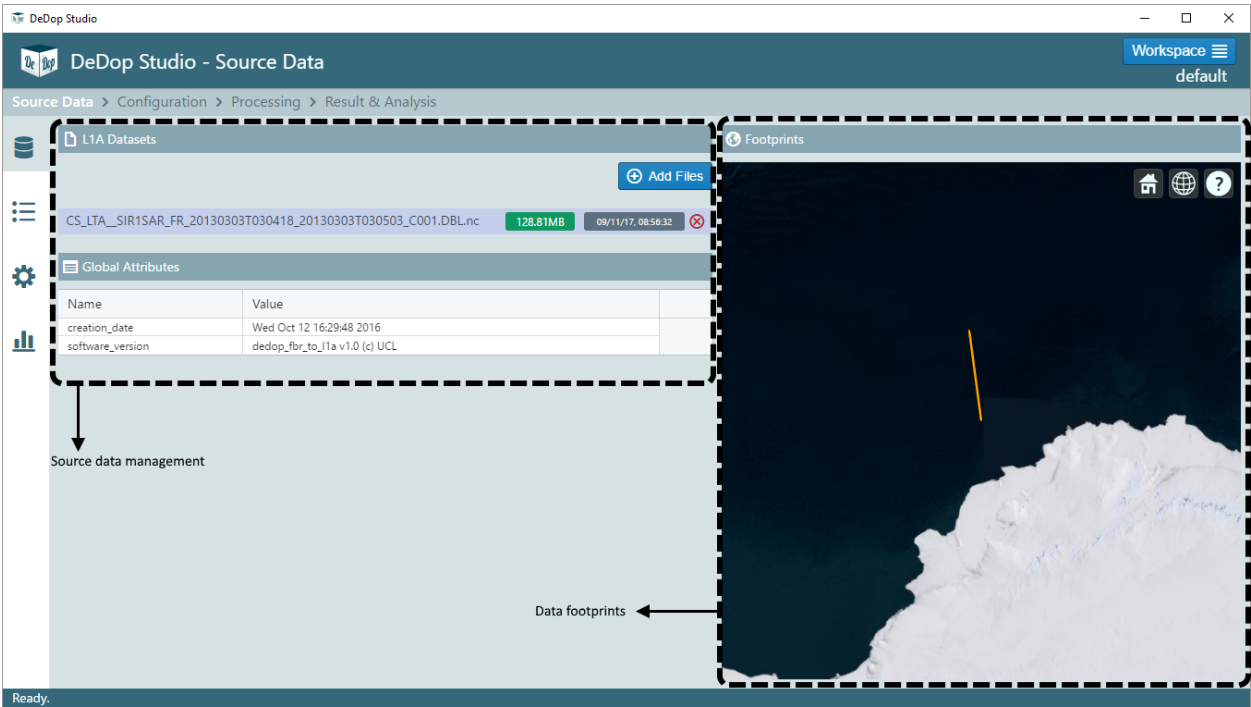 DeDop Studio
De Dop DeDop Studio - Source Data
Workspace
default
Source Data > Configuration > Processing > Result & Analysis
L1A Datasets
Add Files
CS_LTA__SIR1SAR_FR_20130303T030418_20130303T030503_C001.DBL.nc 128.81MB 09/11/17, 08:56:32
Global Attributes
Name Value
creation_date Wed Oct 12 16:29:48 2016
software_version dedop_fbr_to_l1a v1.0 (c) UCL
Source data management
Footprints
?
Data footprints
Ready.